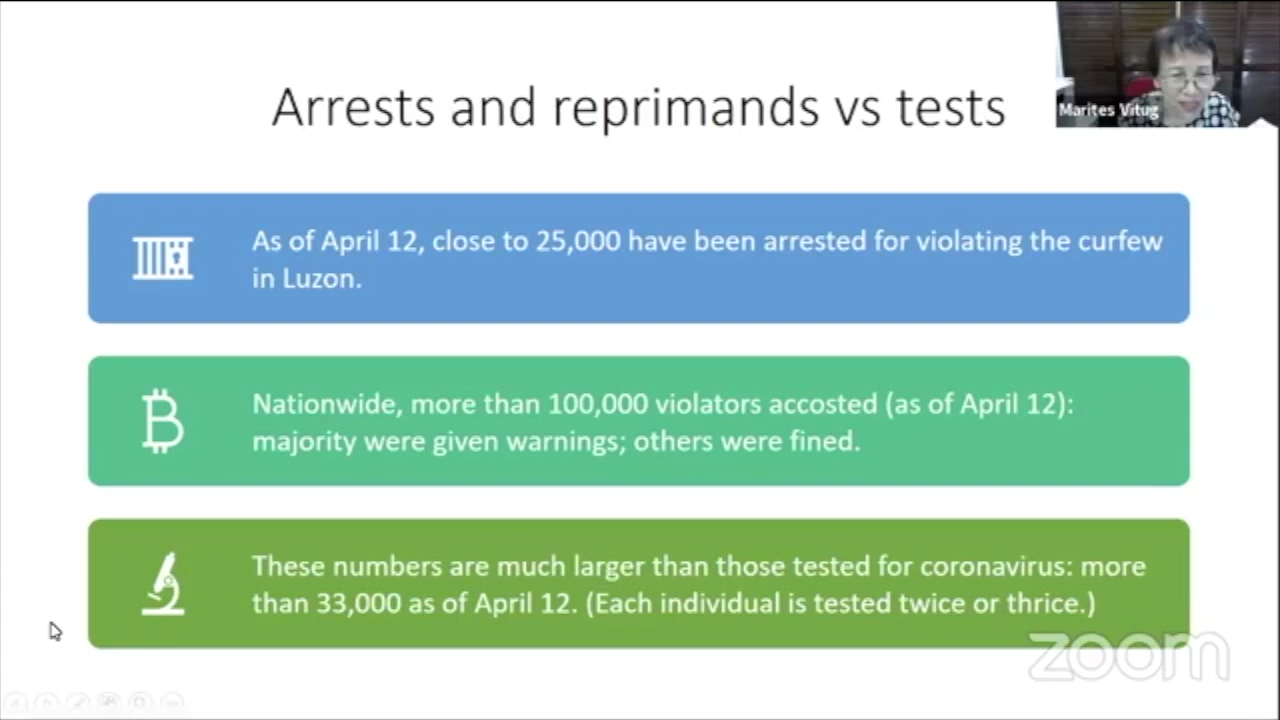 Arrests and reprimands vs tests
Marites Vitug
As of April 12, close to 25,000 have been arrested for violating the curfew
in Luzon.
Nationwide, more than 100,000 violators accosted (as of April 12):
majority were given warnings; others were fined.
These numbers are much larger than those tested for coronavirus: more
than 33,000 as of April 12. (Each individual is tested twice or thrice.)
zoom